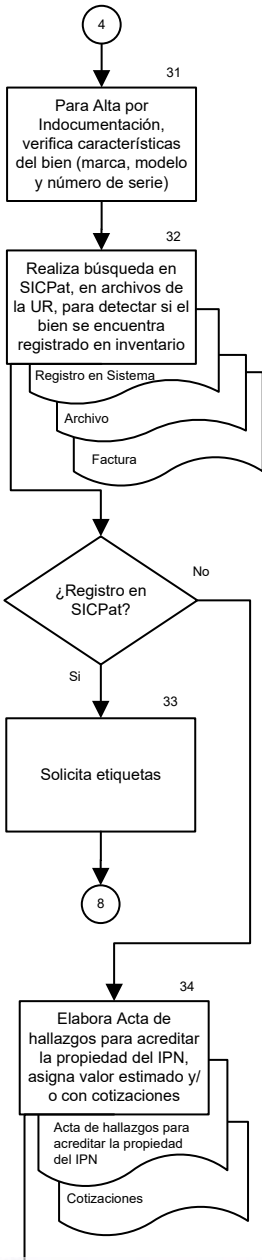 4
31
Para Alta por
Indocumentación,
verifica características
del bien (marca, modelo
y número de serie)
32
Realiza búsqueda en
SICPat, en archivos de
la UR, para detectar si el
bien se encuentra
registrado en inventario
Registro en Sistema
Archivo
Factura
¿Registro en
SICPat?
No
Si
33
Solicita etiquetas
8
34
Elabora Acta de
hallazgos para acreditar
la propiedad del IPN,
asigna valor estimado y/
o con cotizaciones
Acta de hallazgos para
acreditar la propiedad
del IPN
Cotizaciones